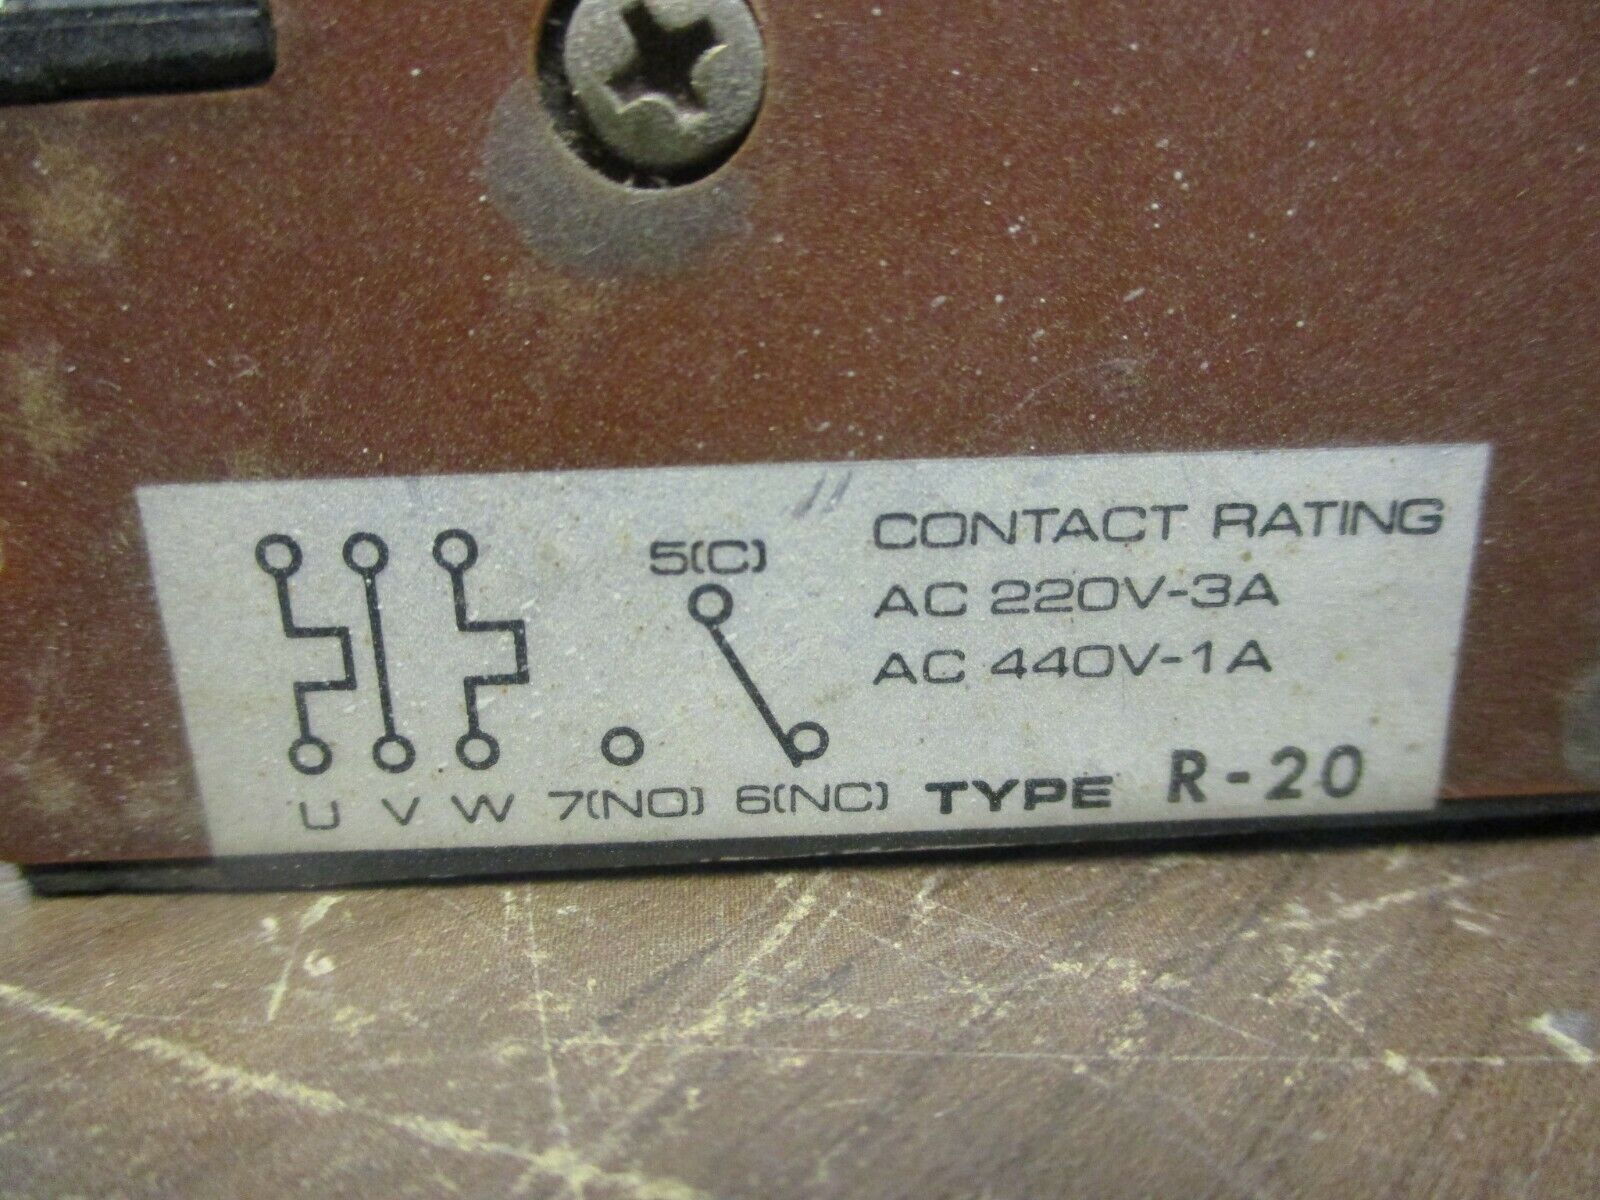 5(C)
CONTACT RATING
AC 220V-3A
AC 440V-1A
U V W 7(NO) 6(NC) TYPE R-20